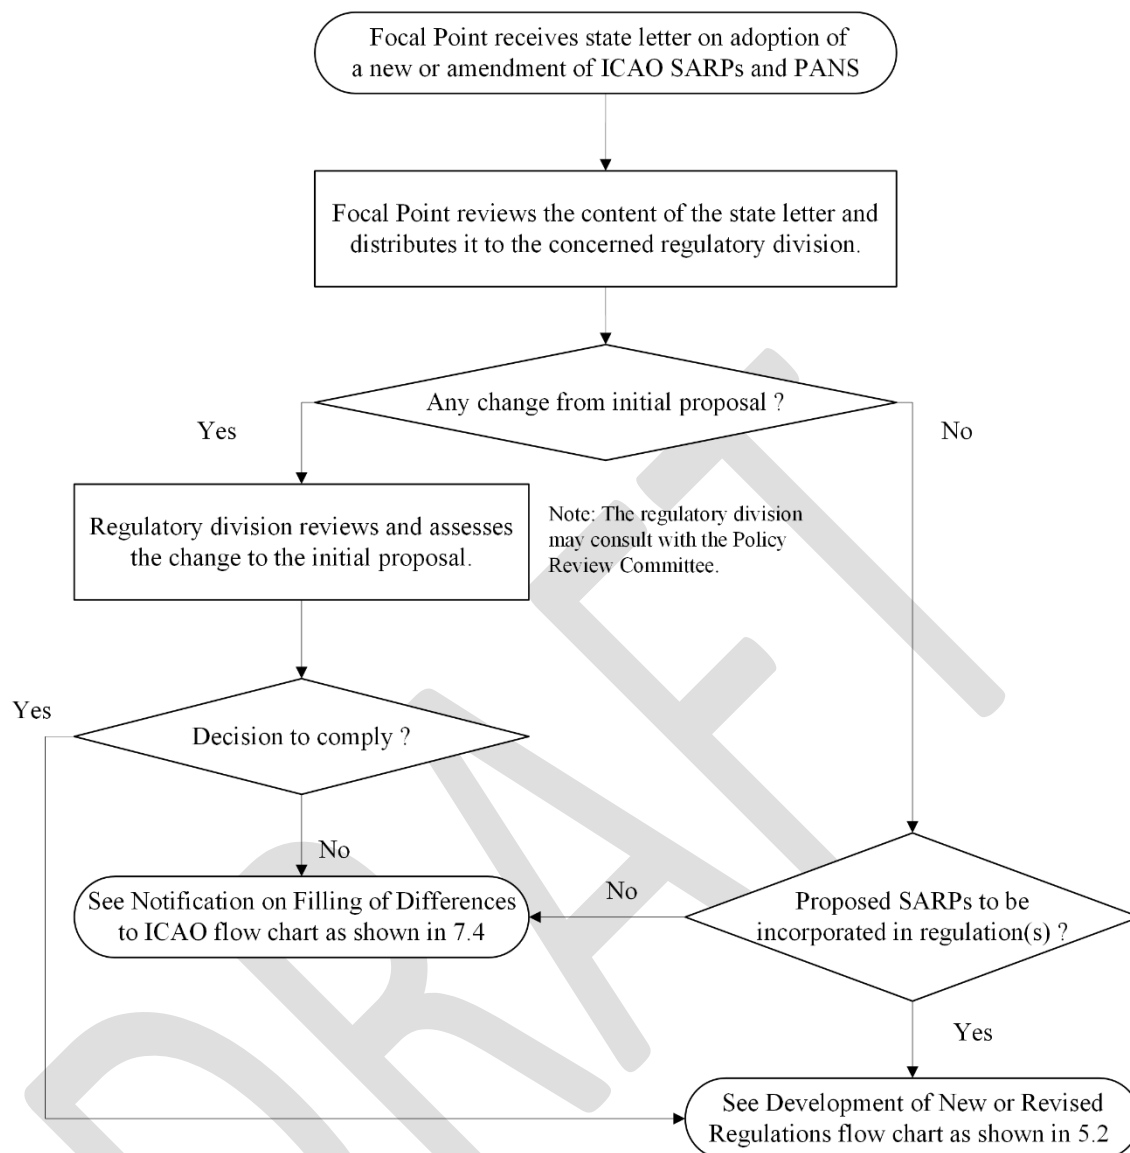 Focal Point receives state letter on adoption of
a new or amendment of ICAO SARPs and PANS
Focal Point reviews the content of the state letter and
distributes it to the concerned regulatory division.
Any change from initial proposal ?
Yes
No
Regulatory division reviews and assesses
the change to the initial proposal.
Note: The regulatory division
may consult with the Policy
Review Committee.
Yes
Decision to comply ?
No
See Notification on Filling of Differences
to ICAO flow chart as shown in 7.4
No
Proposed SARPs to be
incorporated in regulation(s) ?
Yes
See Development of New or Revised
Regulations flow chart as shown in 5.2
DRAFT